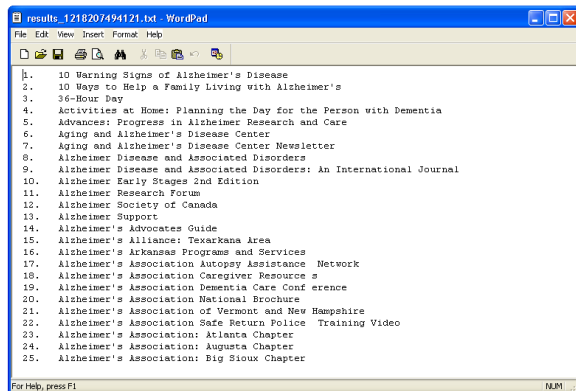 results_1218207494121.txt - WordPad
File Edit View Insert Format Help
1. 10 Warning Signs of Alzheimer's Disease
2. 10 Ways to Help a Family Living with Alzheimer's
3. 36-Hour Day
4. Activities at Home: Planning the Day for the Person with Dementia
5. Advances: Progress in Alzheimer Research and Care
6. Aging and Alzheimer's Disease Center
7. Aging and Alzheimer's Disease Center Newsletter
8. Alzheimer Disease and Associated Disorders
9. Alzheimer Disease and Associated Disorders: An International Journal
10. Alzheimer Early Stages 2nd Edition
11. Alzheimer Research Forum
12. Alzheimer Society of Canada
13. Alzheimer Support
14. Alzheimer's Advocates Guide
15. Alzheimer's Alliance: Texarkana Area
16. Alzheimer's Arkansas Programs and Services
17. Alzheimer's Association Autopsy Assistance  Network
18. Alzheimer's Association Caregiver Resource s
19. Alzheimer's Association Dementia Care Conf erence
20. Alzheimer's Association National Brochure
21. Alzheimer's Association of Vermont and New Hampshire
22. Alzheimer's Association Safe Return Police  Training Video
23. Alzheimer's Association: Atlanta Chapter
24. Alzheimer's Association: Augusta Chapter
25. Alzheimer's Association: Big Sioux Chapter
For Help, press F1 NUM